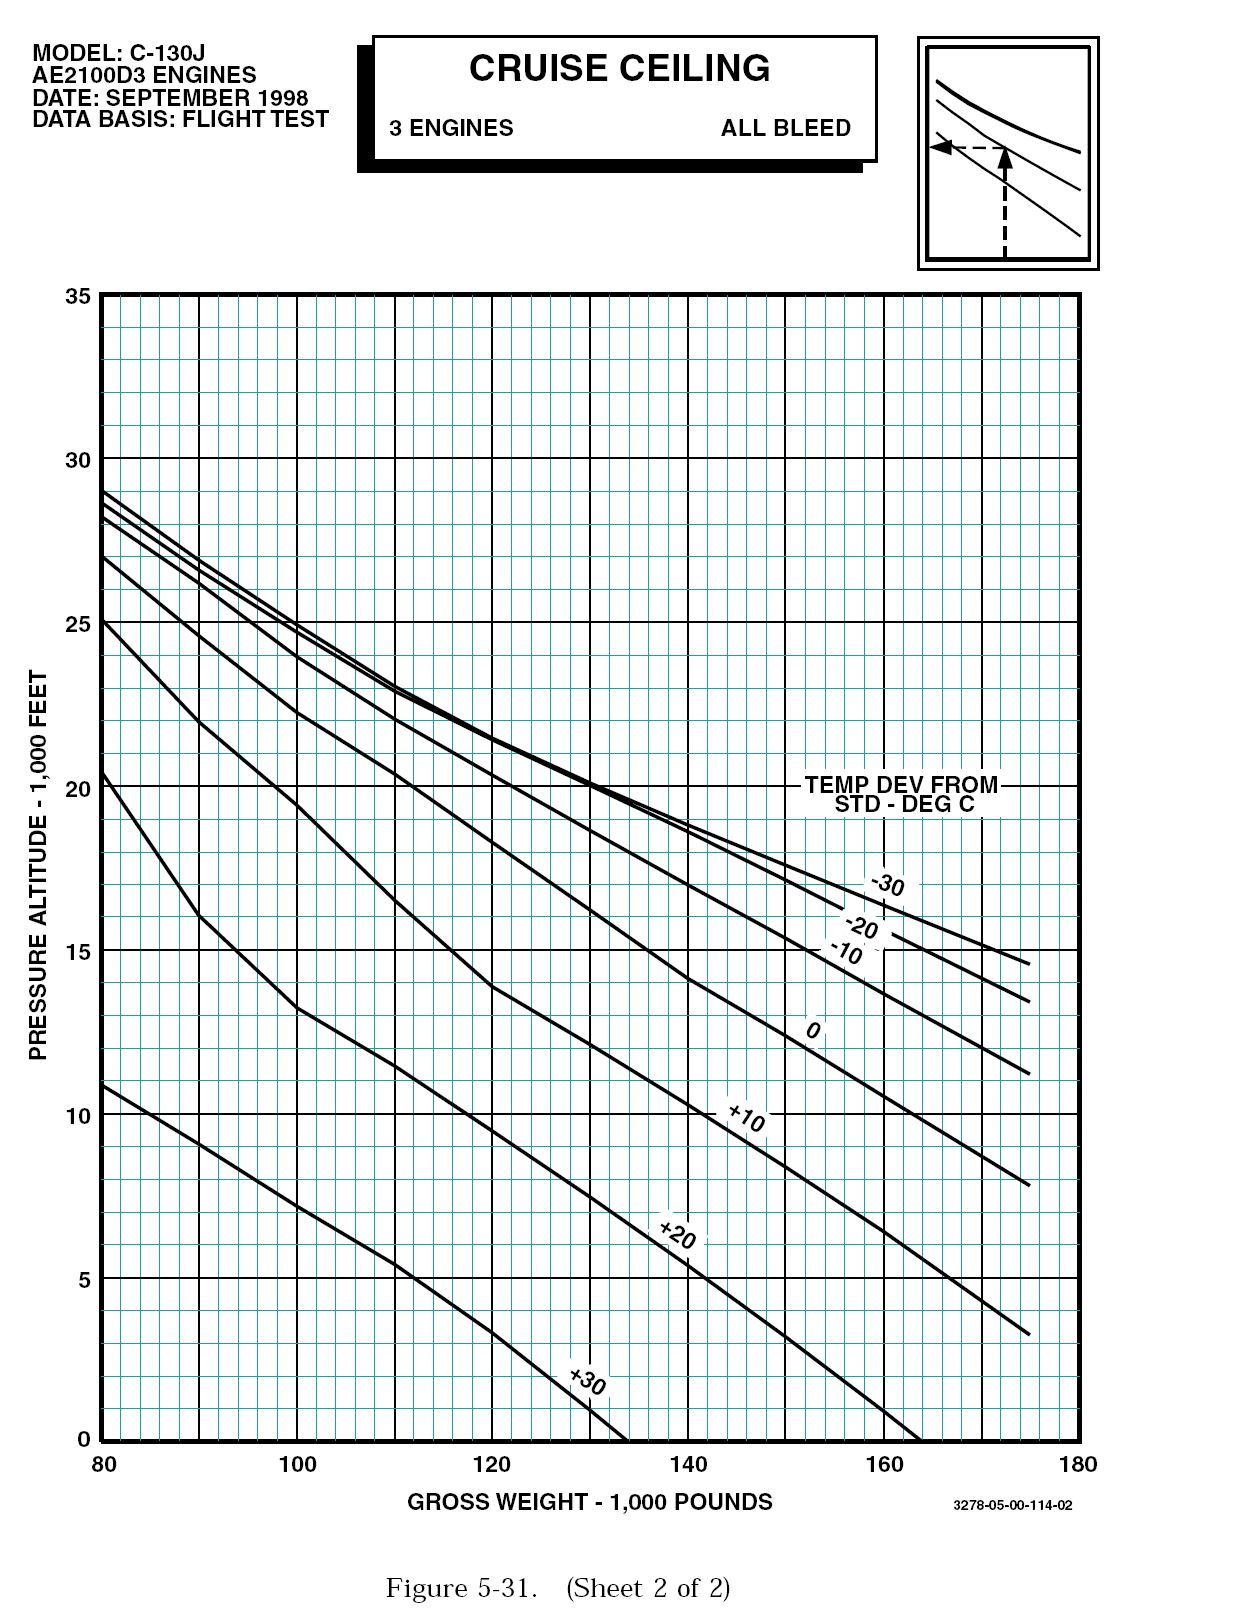 MODEL: C-130J
AE2100D3 ENGINES
DATE: SEPTEMBER 1998
DATA BASIS: FLIGHT TEST
CRUISE CEILING
3 ENGINES ALL BLEED
35
30
25
20
15
10
5
0
PRESSURE ALTITUDE - 1,000 FEET
TEMP DEV FROM
STD - DEG C
-30
-20
-10
0
+10
+20
+30
80 100 120 140 160 180
GROSS WEIGHT - 1,000 POUNDS
3278-05-00-114-02
Figure 5-31. (Sheet 2 of 2)